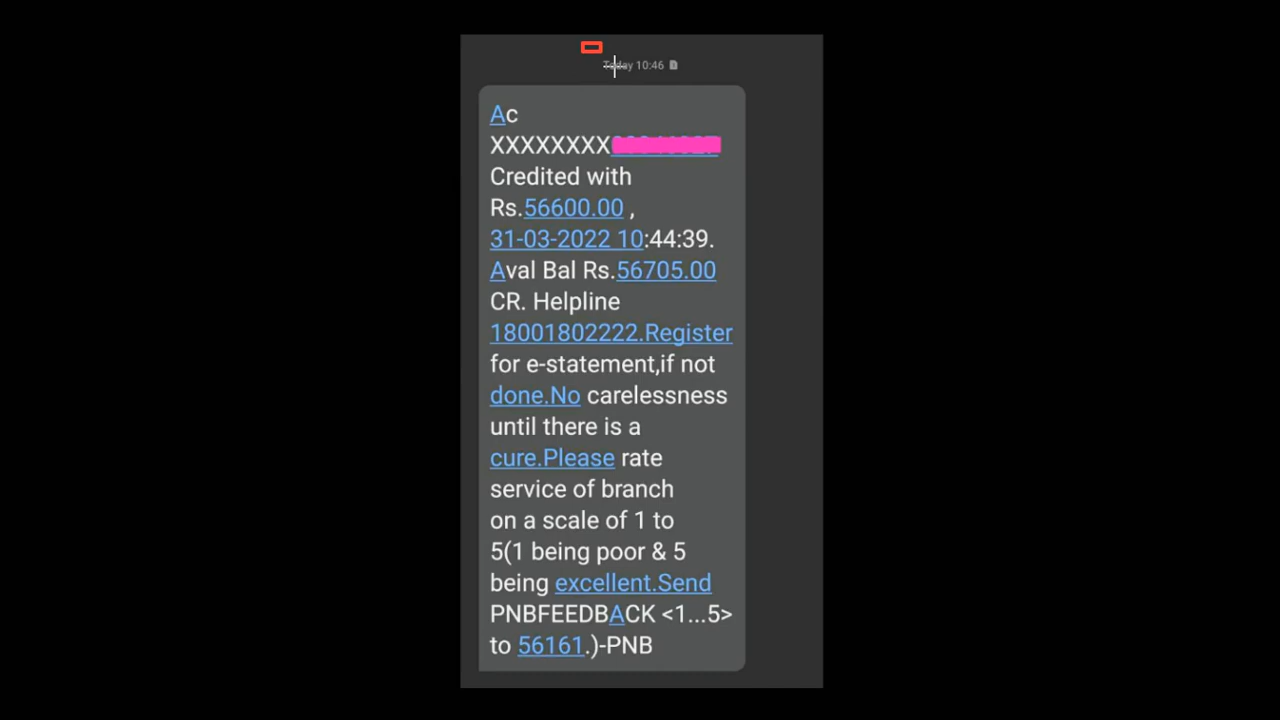 Today 10:46
Ac
XXXXXXXX
Credited with
Rs.56600.00 ,
31-03-2022 10:44:39.
Aval Bal Rs.56705.00
CR. Helpline
18001802222.Register
for e-statement,if not
done.No carelessness
until there is a
cure.Please rate
service of branch
on a scale of 1 to
5(1 being poor & 5
being excellent.Send
PNBFEEDBACK <1...5>
to 56161.)-PNB